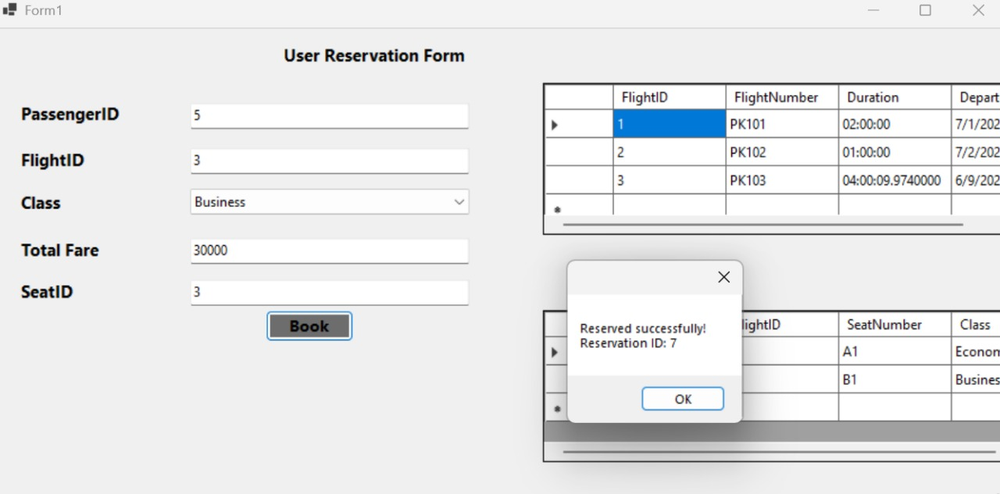 Form1
User Reservation Form
PassengerID 5
FlightID 3
Class Business
Total Fare 30000
SeatID 3
Book
FlightID FlightNumber Duration Depart
1 PK101 02:00:00 7/1/202
2 PK102 01:00:00 7/2/202
3 PK103 04:00:09.9740000 6/9/202
Reserved successfully!
Reservation ID: 7
OK
lightID SeatNumber Class
A1 Econom
B1 Busines